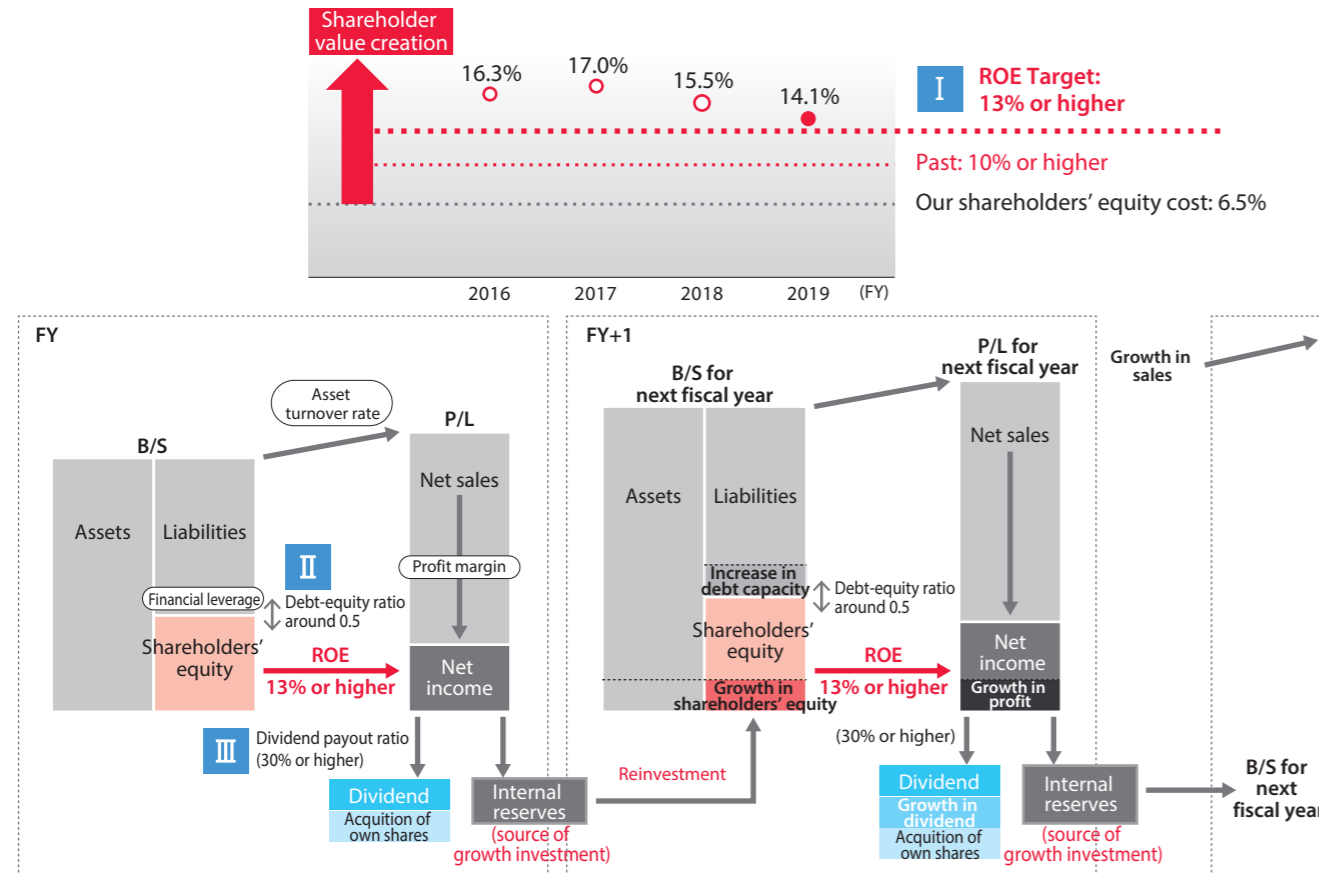 Shareholder
value creation
16.3%
17.0%
15.5%
14.1%
I
ROE Target:
13% or higher
Past: 10% or higher
Our shareholders' equity cost: 6.5%
2016
2017
2018
2019
(FY)
FY
B/S
Asset
turnover rate
P/L
Assets
Liabilities
Net sales
II
Financial leverage
Debt-equity ratio
around 0.5
Profit margin
Shareholders'
equity
ROE
13% or higher
Net
income
III
Dividend payout ratio
(30% or higher)
Dividend
Acqution of
own shares
Internal
reserves
(source of
growth investment)
Reinvestment
FY+1
B/S for
next fiscal year
P/L for
next fiscal year
Assets
Liabilities
Net sales
Increase in
debt capacity
Debt-equity ratio
around 0.5
Shareholders'
equity
Growth in
shareholders' equity
ROE
13% or higher
Net
income
Growth in
profit
(30% or higher)
Dividend
Growth in
dividend
Acqution of
own shares
Internal
reserves
(source of
growth investment)
Growth in
sales
B/S for
next
fiscal year